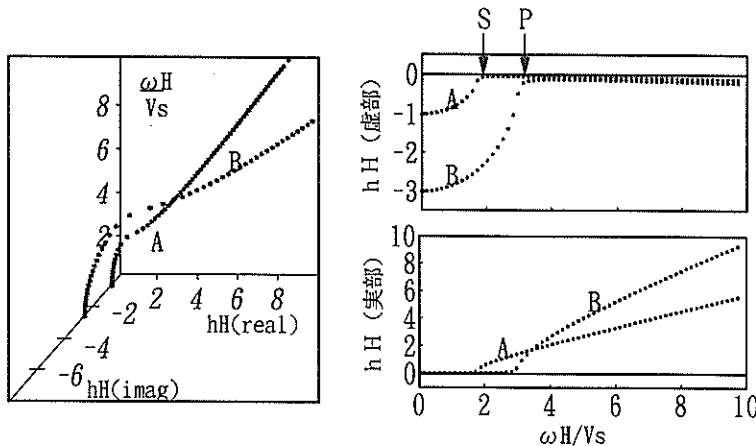 ωH
Vs
8
6
4
2
B
A
2 4 6 8
hH(real)
-2
-4
-6
hH(imag)
S P
hH (虚部)
0
-1
-2
-3
A
B
hH (実部)
10
8
6
4
2
0
B
A
0 2 4 6 8 10
ωH/Vs